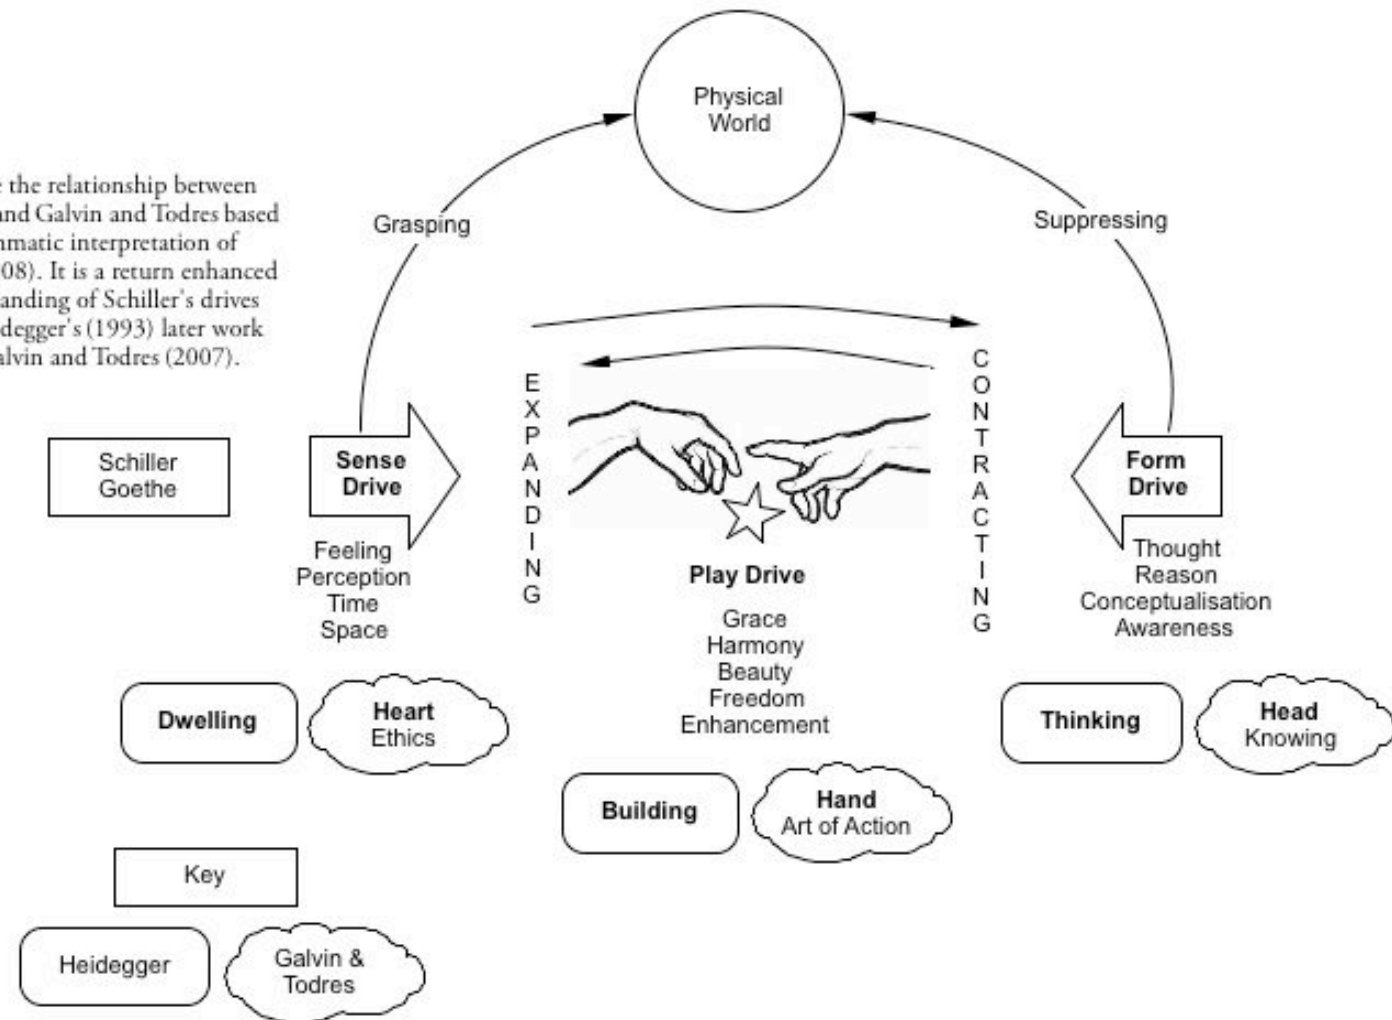 Physical
World
e the relationship between
and Galvin and Todres based
nmatic interpretation of
08). It is a return enhanced
anding of Schiller's drives
degger's (1993) later work
alvin and Todres (2007).
Grasping
Suppressing
EXPANDING
CONTRACTING
Schiller
Goethe
Sense
Drive
Form
Drive
Feeling
Perception
Time
Space
Play Drive
Grace
Harmony
Beauty
Freedom
Enhancement
Thought
Reason
Conceptualisation
Awareness
Dwelling
Heart
Ethics
Thinking
Head
Knowing
Building
Hand
Art of Action
Key
Heidegger
Galvin &
Todres